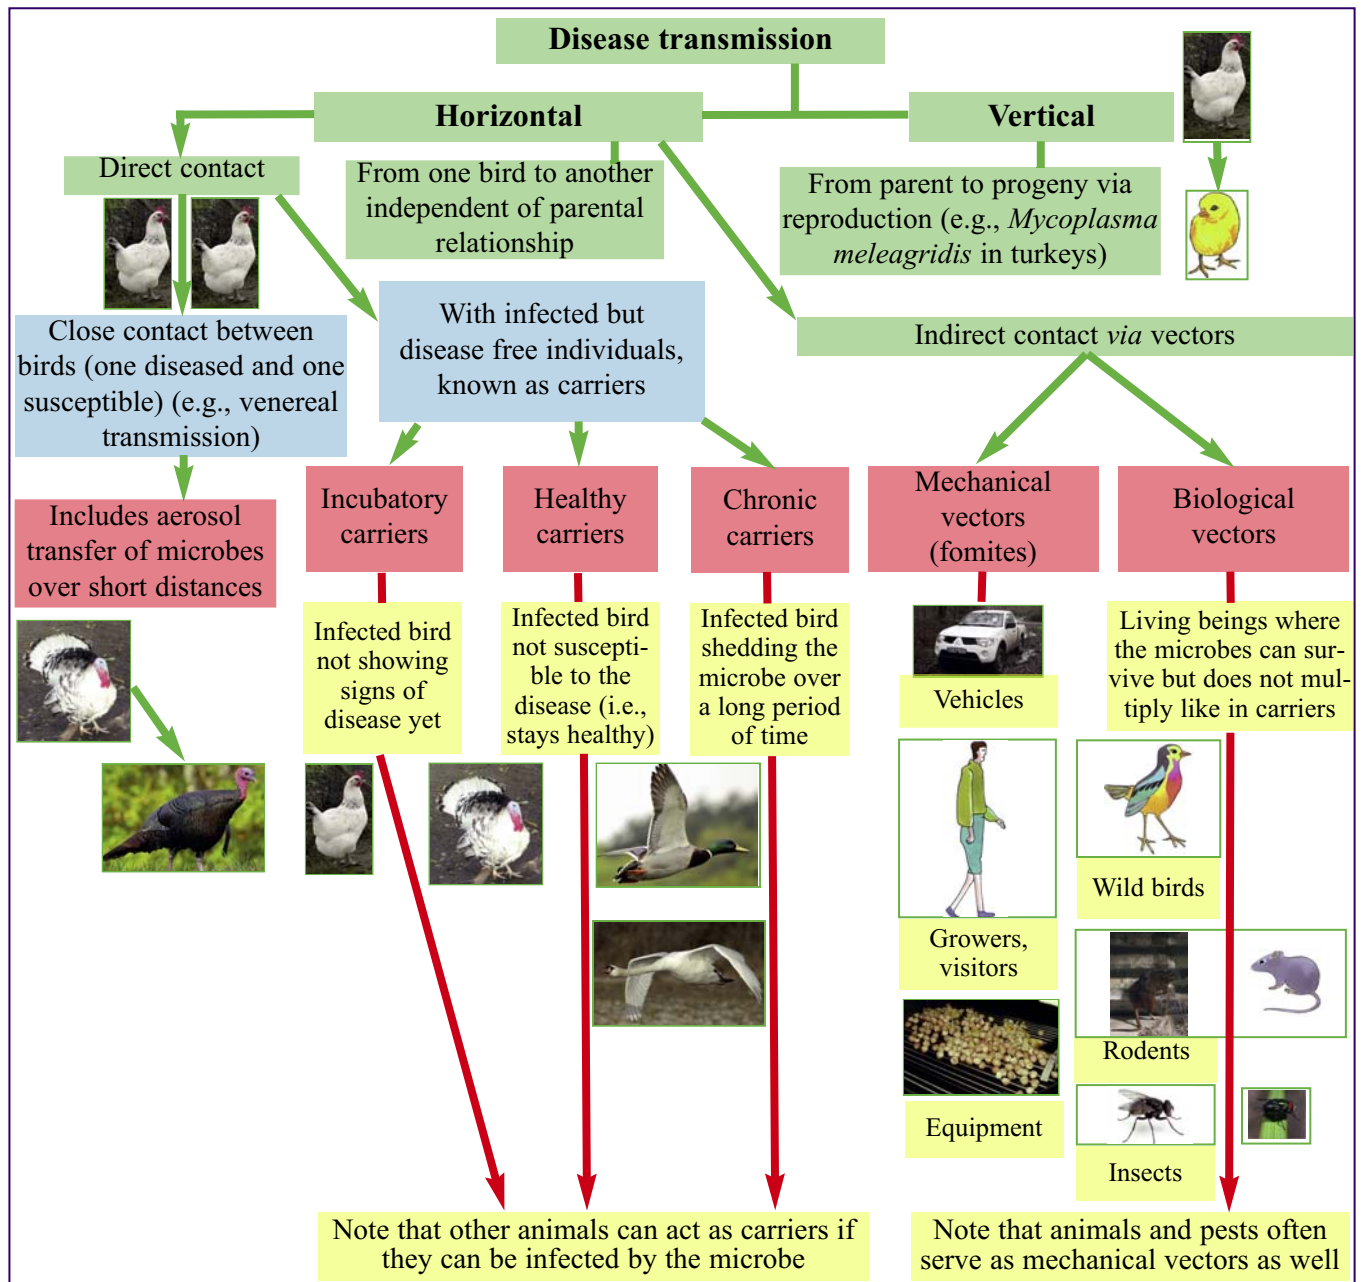 Disease transmission
Horizontal
Vertical
Direct contact
From one bird to another
independent of parental
relationship
From parent to progeny via
reproduction (e.g., Mycoplasma
meleagridis in turkeys)
Close contact between
birds (one diseased and one
susceptible) (e.g., venereal
transmission)
With infected but
disease free individuals,
known as carriers
Indirect contact via vectors
Includes aerosol
transfer of microbes
over short distances
Incubatory
carriers
Healthy
carriers
Chronic
carriers
Mechanical
vectors
(fomites)
Biological
vectors
Infected bird
not showing
signs of
disease yet
Infected bird
not suscepti-
ble to the
disease (i.e.,
stays healthy)
Infected bird
shedding the
microbe over
a long period
of time
Vehicles
Living beings where
the microbes can sur-
vive but does not mul-
tiply like in carriers
Growers,
visitors
Wild birds
Rodents
Equipment
Insects
Note that other animals can act as carriers if
they can be infected by the microbe
Note that animals and pests often
serve as mechanical vectors as well